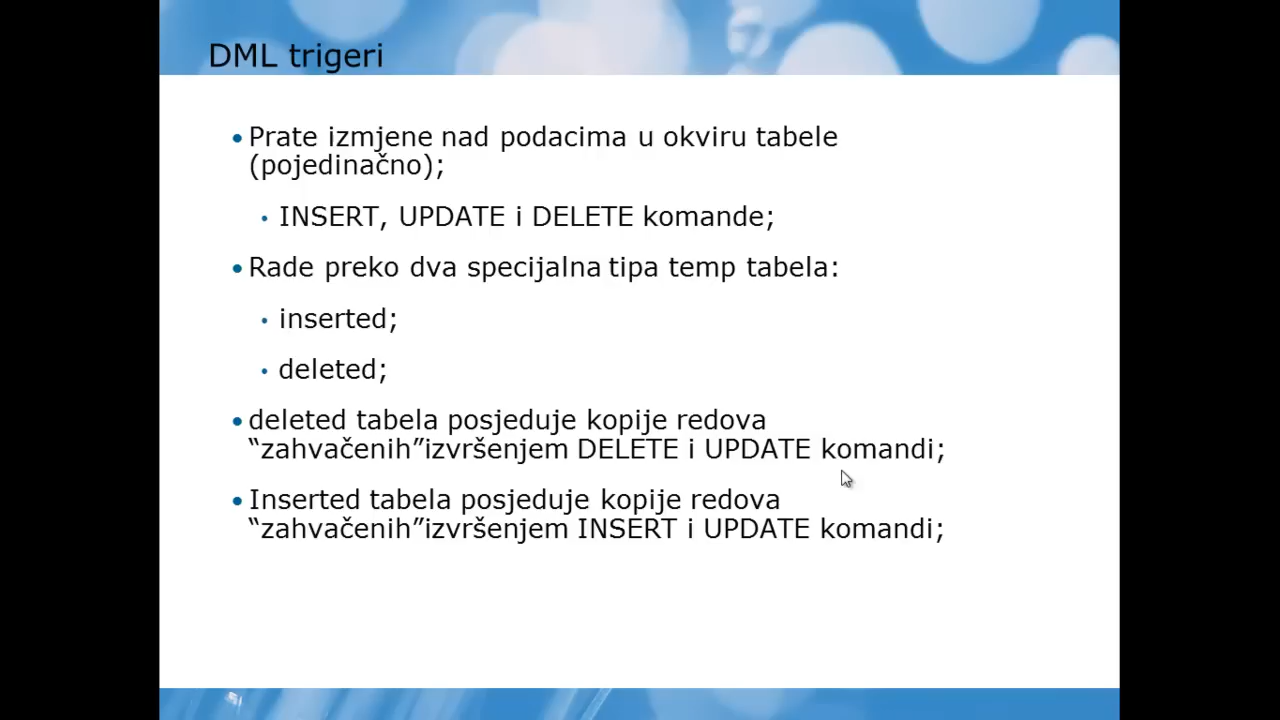 DML trigeri
• Prate izmjene nad podacima u okviru tabele
(pojedinačno);
• INSERT, UPDATE i DELETE komande;
• Rade preko dva specijalna tipa temp tabela:
• inserted;
• deleted;
• deleted tabela posjeduje kopije redova
“zahvačenih”izvršenjem DELETE i UPDATE komandi;
• Inserted tabela posjeduje kopije redova
“zahvačenih”izvršenjem INSERT i UPDATE komandi;